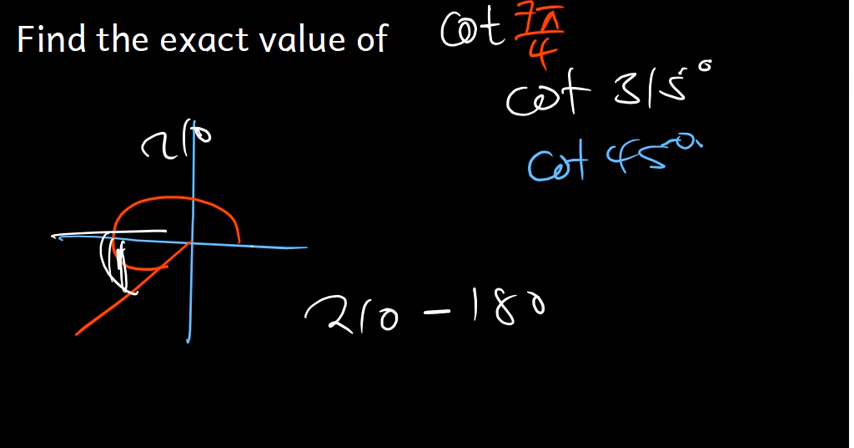 Find the exact value of cot 7π/4
cot 315°
cot 45°
210
210 - 180